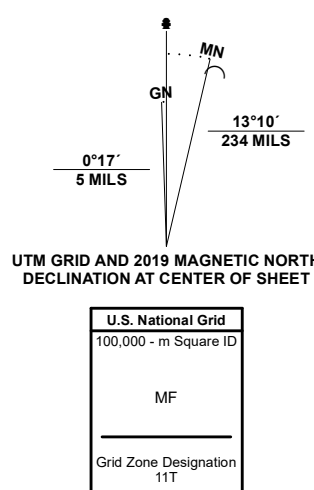 MN
GN
13°10´
234 MILS
0°17´
5 MILS
UTM GRID AND 2019 MAGNETIC NORTH
DECLINATION AT CENTER OF SHEET
U.S. National Grid
100,000 - m Square ID
MF
Grid Zone Designation
11T